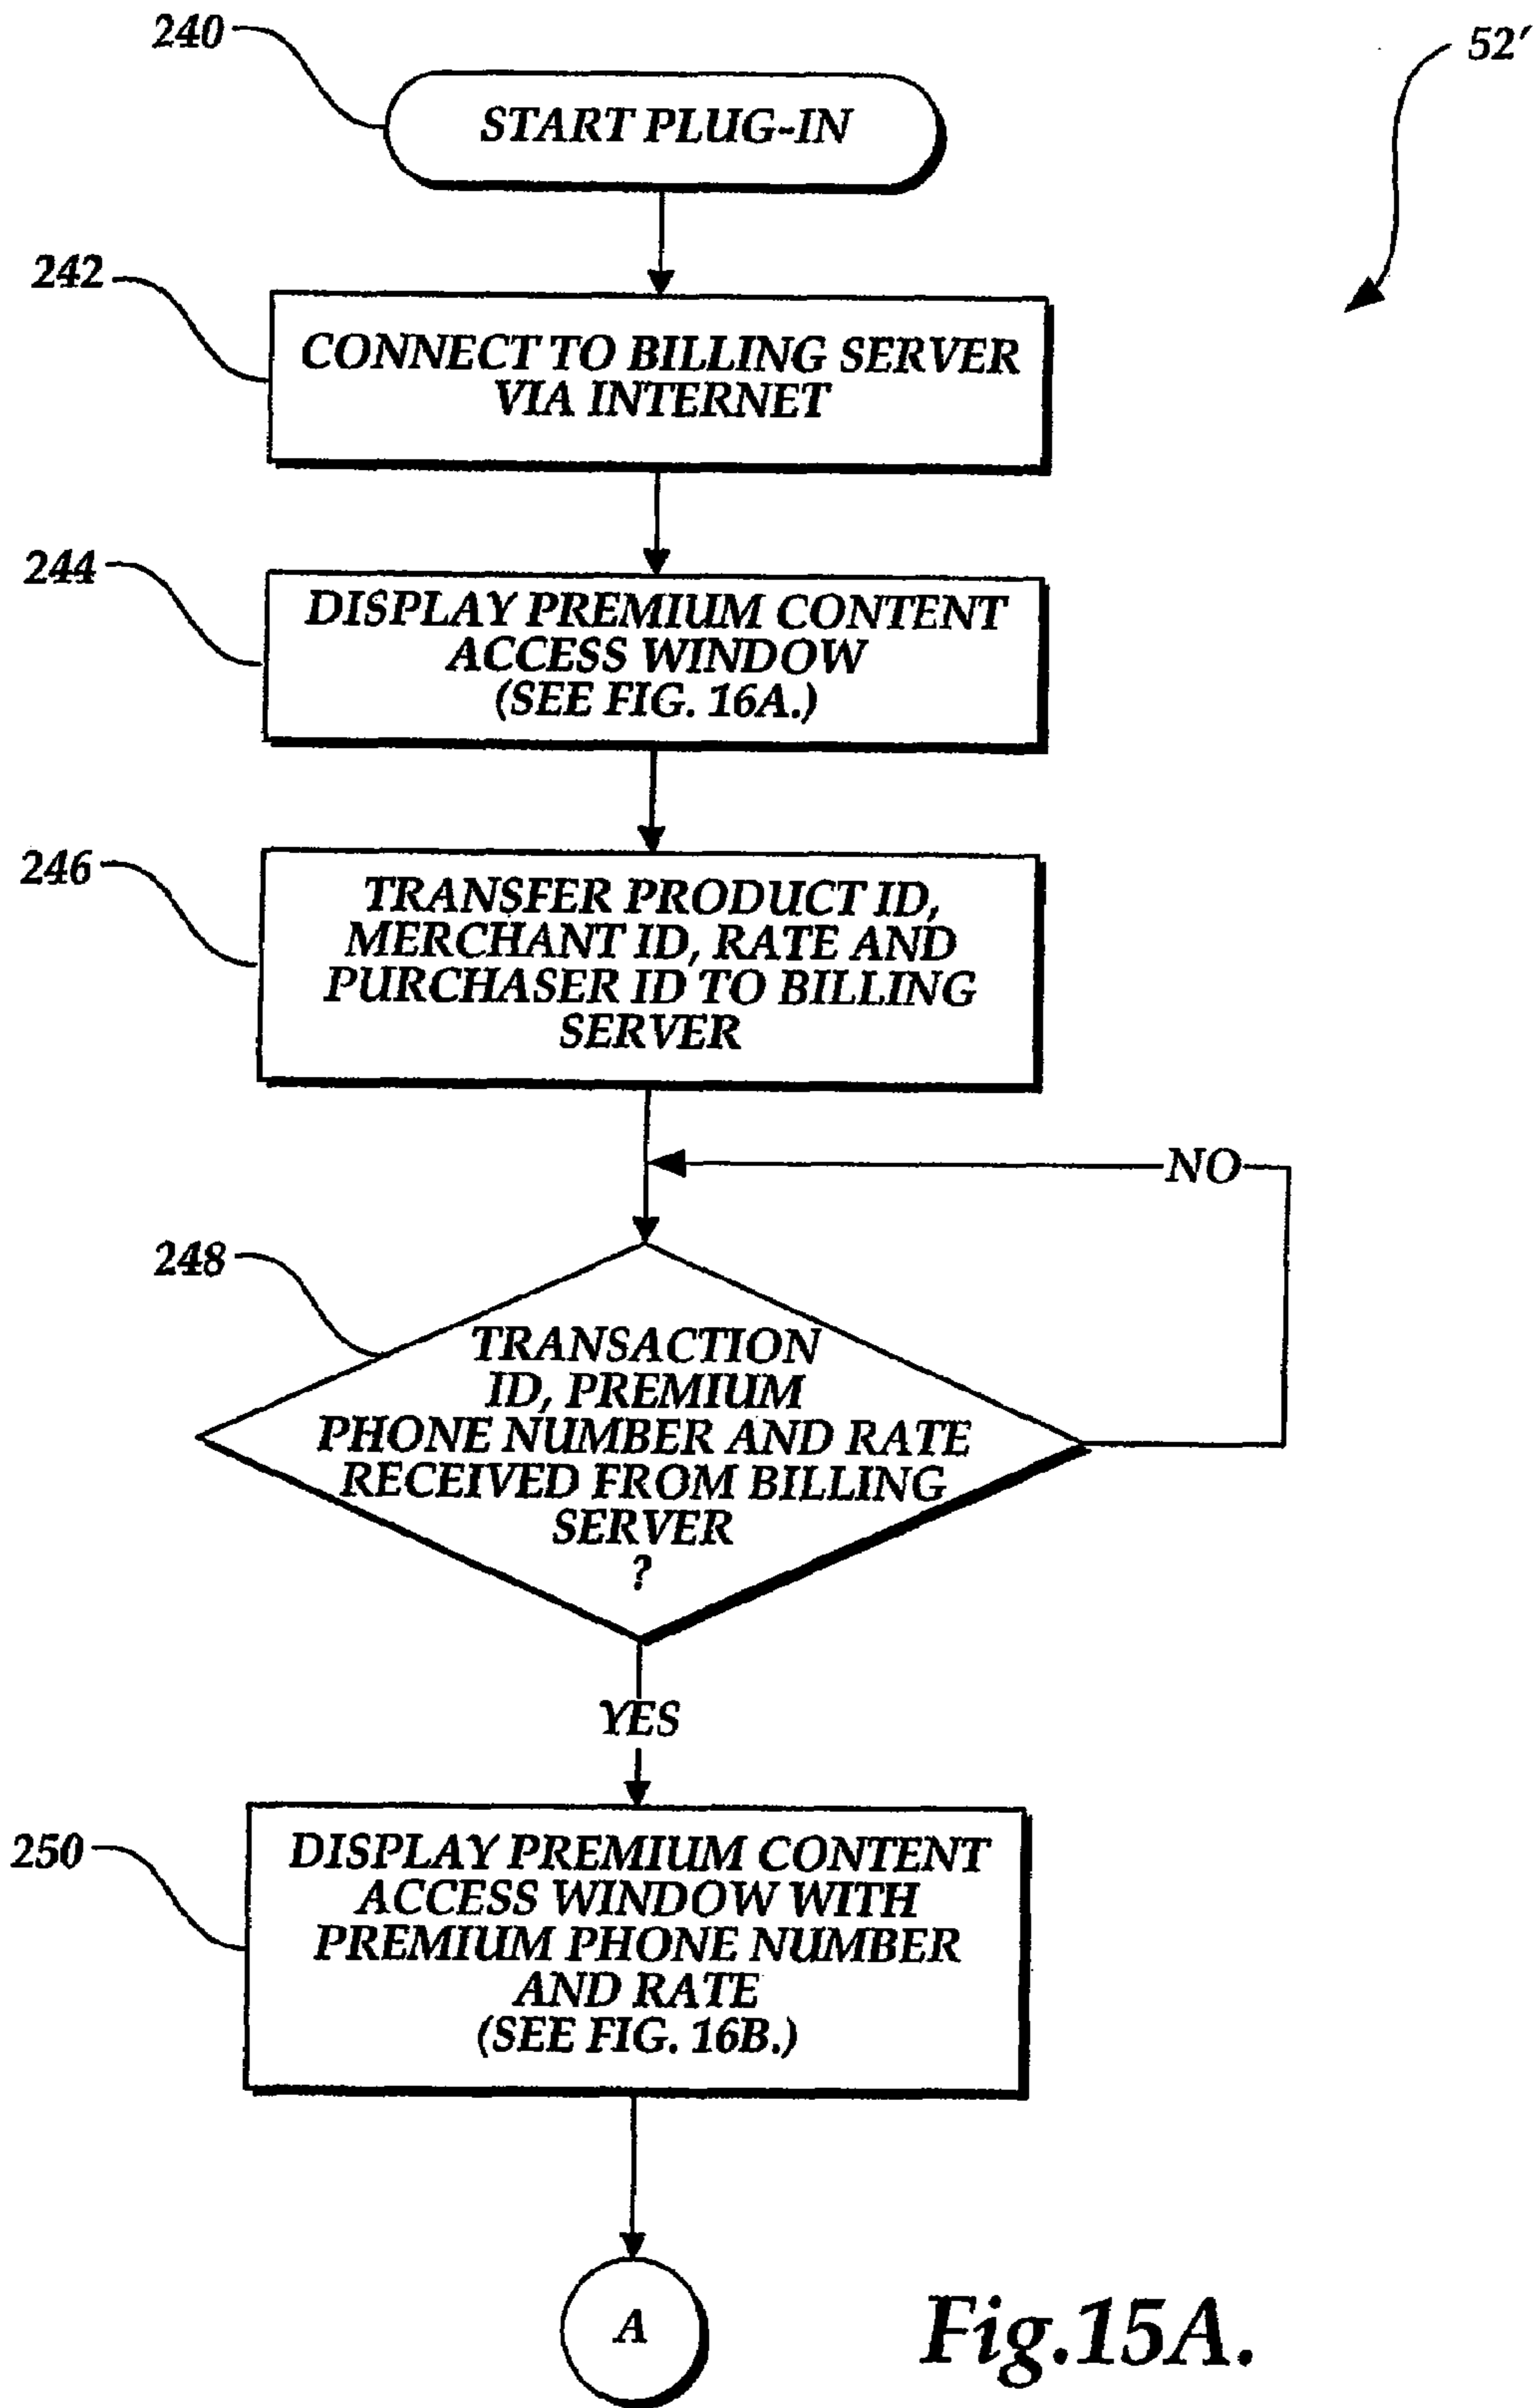 240
52′
START PLUG-IN
242
CONNECT TO BILLING SERVER
VIA INTERNET
244
DISPLAY PREMIUM CONTENT
ACCESS WINDOW
(SEE FIG. 16A.)
246
TRANSFER PRODUCT ID,
MERCHANT ID, RATE AND
PURCHASER ID TO BILLING
SERVER
NO
248
TRANSACTION
ID, PREMIUM
PHONE NUMBER AND RATE
RECEIVED FROM BILLING
SERVER
?
YES
250
DISPLAY PREMIUM CONTENT
ACCESS WINDOW WITH
PREMIUM PHONE NUMBER
AND RATE
(SEE FIG. 16B.)
A
Fig.15A.